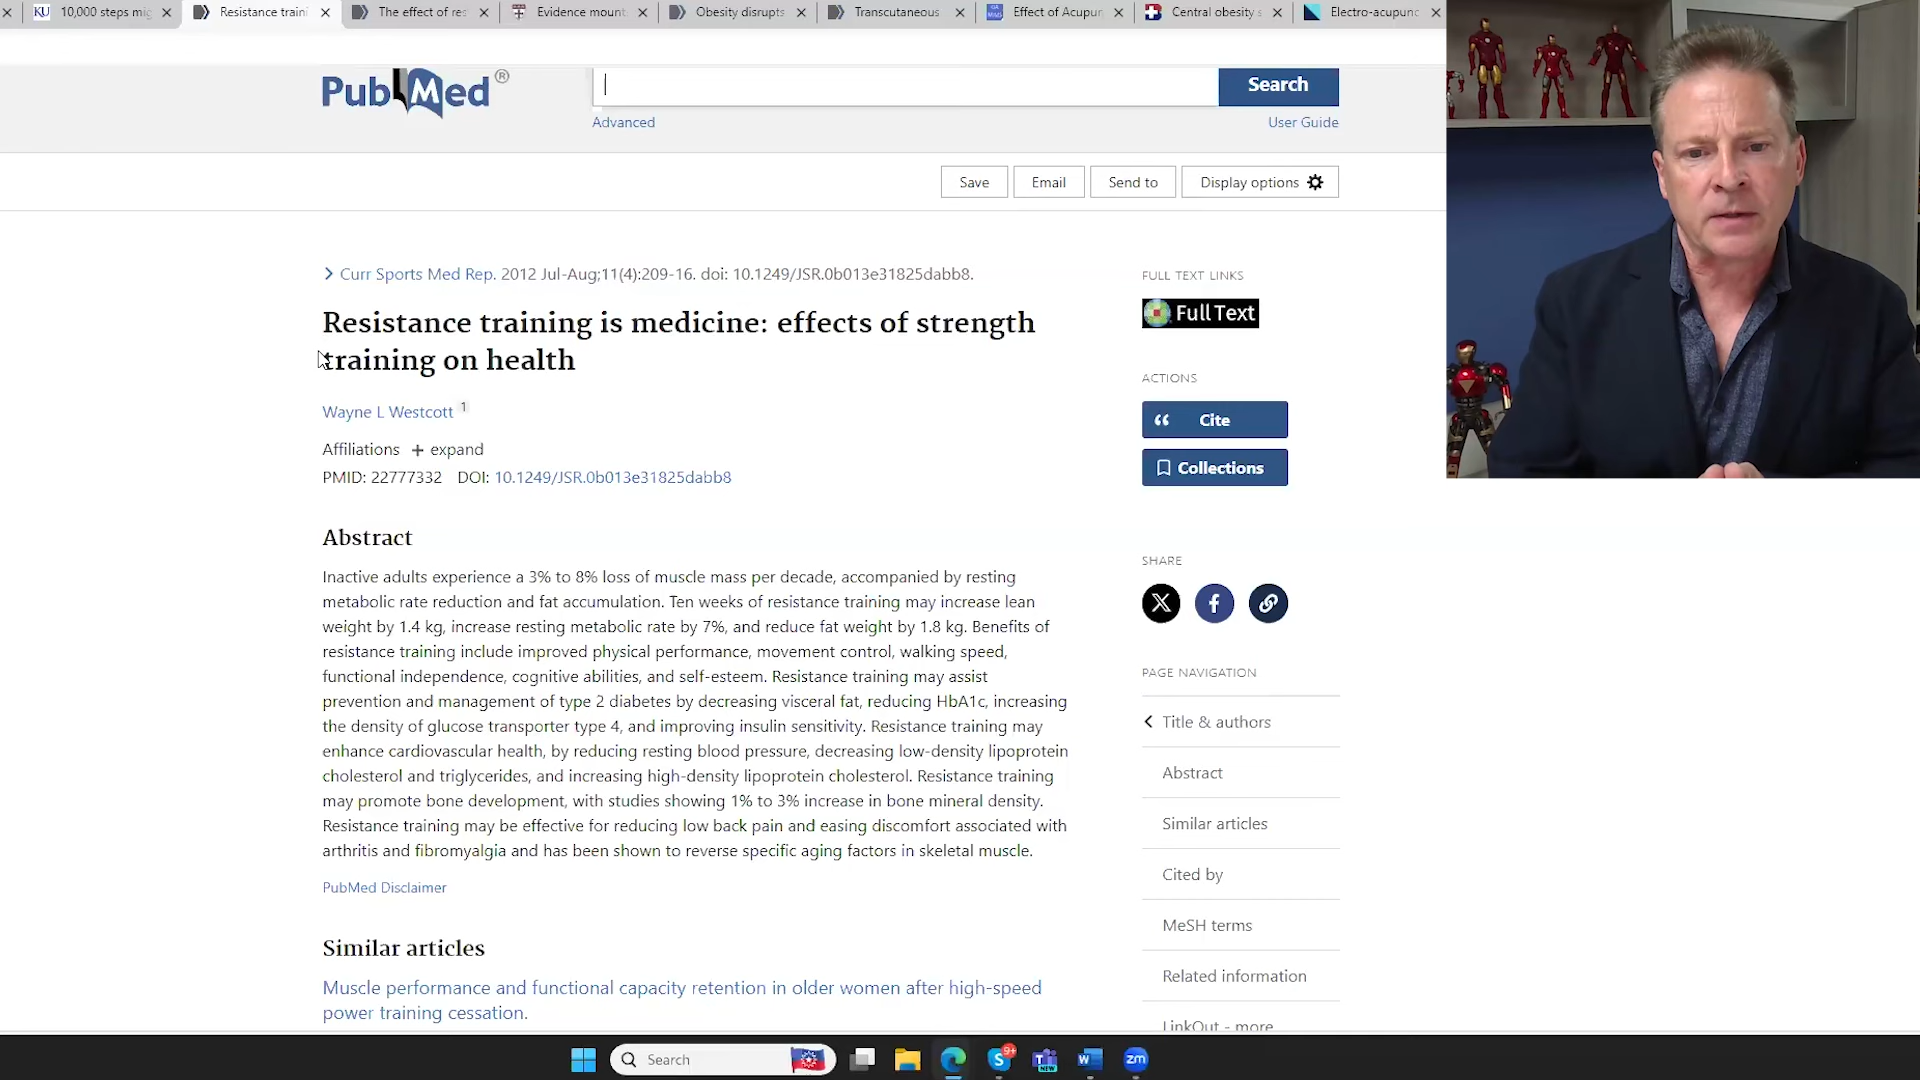 10,000 steps mig
Resistance traini
The effect of res
Evidence mount
Obesity disrupts
Transcutaneous
Effect of Acupun
Central obesity s
Electro-acupunc
PubMed®
Search
Advanced
User Guide
Save
Email
Send to
Display options
Curr Sports Med Rep. 2012 Jul-Aug;11(4):209-16. doi: 10.1249/JSR.0b013e31825dabb8.
Resistance training is medicine: effects of strength
training on health
Wayne L Westcott 1
Affiliations + expand
PMID: 22777332 DOI: 10.1249/JSR.0b013e31825dabb8
Abstract
Inactive adults experience a 3% to 8% loss of muscle mass per decade, accompanied by resting
metabolic rate reduction and fat accumulation. Ten weeks of resistance training may increase lean
weight by 1.4 kg, increase resting metabolic rate by 7%, and reduce fat weight by 1.8 kg. Benefits of
resistance training include improved physical performance, movement control, walking speed,
functional independence, cognitive abilities, and self-esteem. Resistance training may assist
prevention and management of type 2 diabetes by decreasing visceral fat, reducing HbA1c, increasing
the density of glucose transporter type 4, and improving insulin sensitivity. Resistance training may
enhance cardiovascular health, by reducing resting blood pressure, decreasing low-density lipoprotein
cholesterol and triglycerides, and increasing high-density lipoprotein cholesterol. Resistance training
may promote bone development, with studies showing 1% to 3% increase in bone mineral density.
Resistance training may be effective for reducing low back pain and easing discomfort associated with
arthritis and fibromyalgia and has been shown to reverse specific aging factors in skeletal muscle.
PubMed Disclaimer
Similar articles
Muscle performance and functional capacity retention in older women after high-speed
power training cessation.
FULL TEXT LINKS
Full Text
ACTIONS
Cite
Collections
SHARE
PAGE NAVIGATION
Title & authors
Abstract
Similar articles
Cited by
MeSH terms
Related information
LinkOut - more
Search